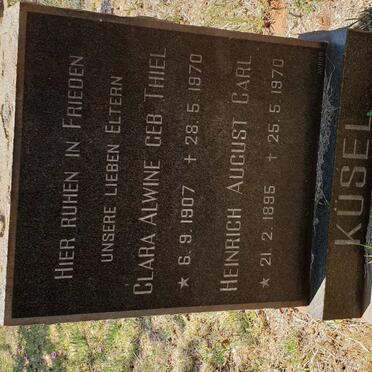 HIER RUHEN IN FRIEDEN
UNSERE LIEBEN ELTERN
CLARA ALWINE GEB. THIEL
★ 6.9.1907 + 28.5.1970
HEINRICH AUGUST CARL
★ 21.2.1895 + 25.5.1970
KÜSEL